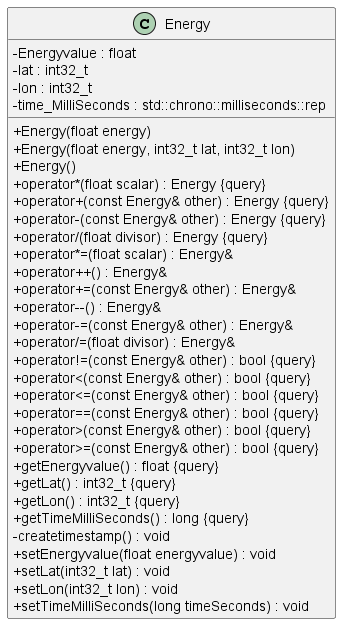 C Energy
-Energyvalue : float
-lat : int32_t
-lon : int32_t
-time_MilliSeconds : std::chrono::milliseconds::rep
+Energy(float energy)
+Energy(float energy, int32_t lat, int32_t lon)
+Energy()
+operator*(float scalar) : Energy {query}
+operator+(const Energy& other) : Energy {query}
+operator-(const Energy& other) : Energy {query}
+operator/(float divisor) : Energy {query}
+operator*=(float scalar) : Energy&
+operator++() : Energy&
+operator+=(const Energy& other) : Energy&
+operator--() : Energy&
+operator-=(const Energy& other) : Energy&
+operator/=(float divisor) : Energy&
+operator!=(const Energy& other) : bool {query}
+operator<(const Energy& other) : bool {query}
+operator<=(const Energy& other) : bool {query}
+operator==(const Energy& other) : bool {query}
+operator>(const Energy& other) : bool {query}
+operator>=(const Energy& other) : bool {query}
+getEnergyvalue() : float {query}
+getLat() : int32_t {query}
+getLon() : int32_t {query}
+getTimeMilliSeconds() : long {query}
-createtimestamp() : void
+setEnergyvalue(float energyvalue) : void
+setLat(int32_t lat) : void
+setLon(int32_t lon) : void
+setTimeMilliSeconds(long timeSeconds) : void